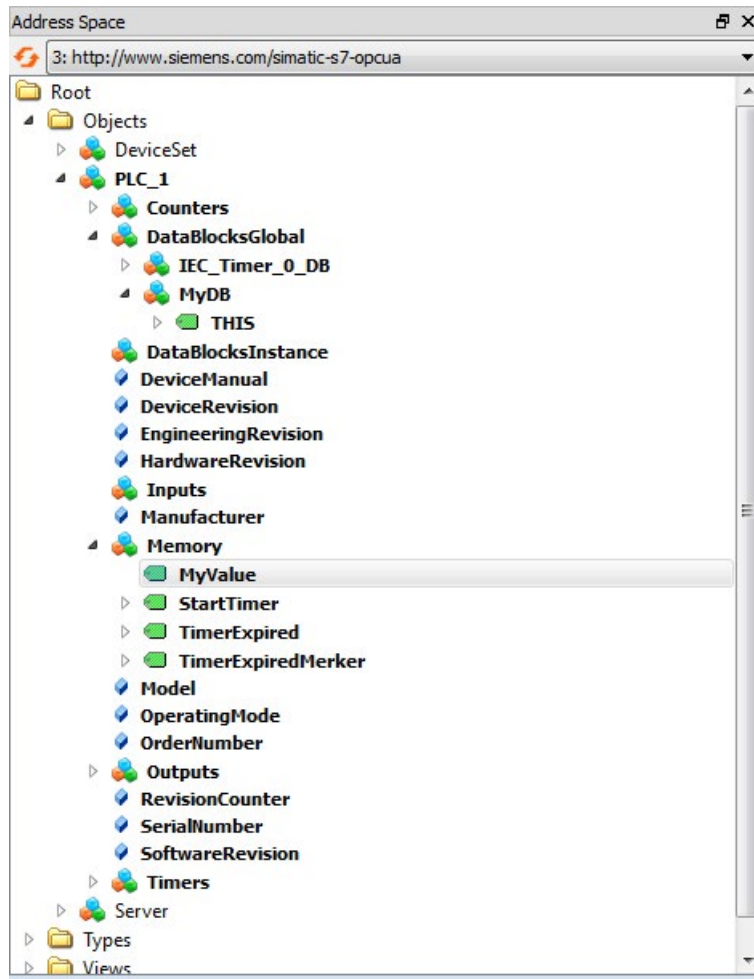 Address Space
3: http://www.siemens.com/simatic-s7-opcua
Root
Objects
DeviceSet
PLC_1
Counters
DataBlocksGlobal
IEC_Timer_0_DB
MyDB
THIS
DataBlocksInstance
DeviceManual
DeviceRevision
EngineeringRevision
HardwareRevision
Inputs
Manufacturer
Memory
MyValue
StartTimer
TimerExpired
TimerExpiredMerker
Model
OperatingMode
OrderNumber
Outputs
RevisionCounter
SerialNumber
SoftwareRevision
Timers
Server
Types
Views